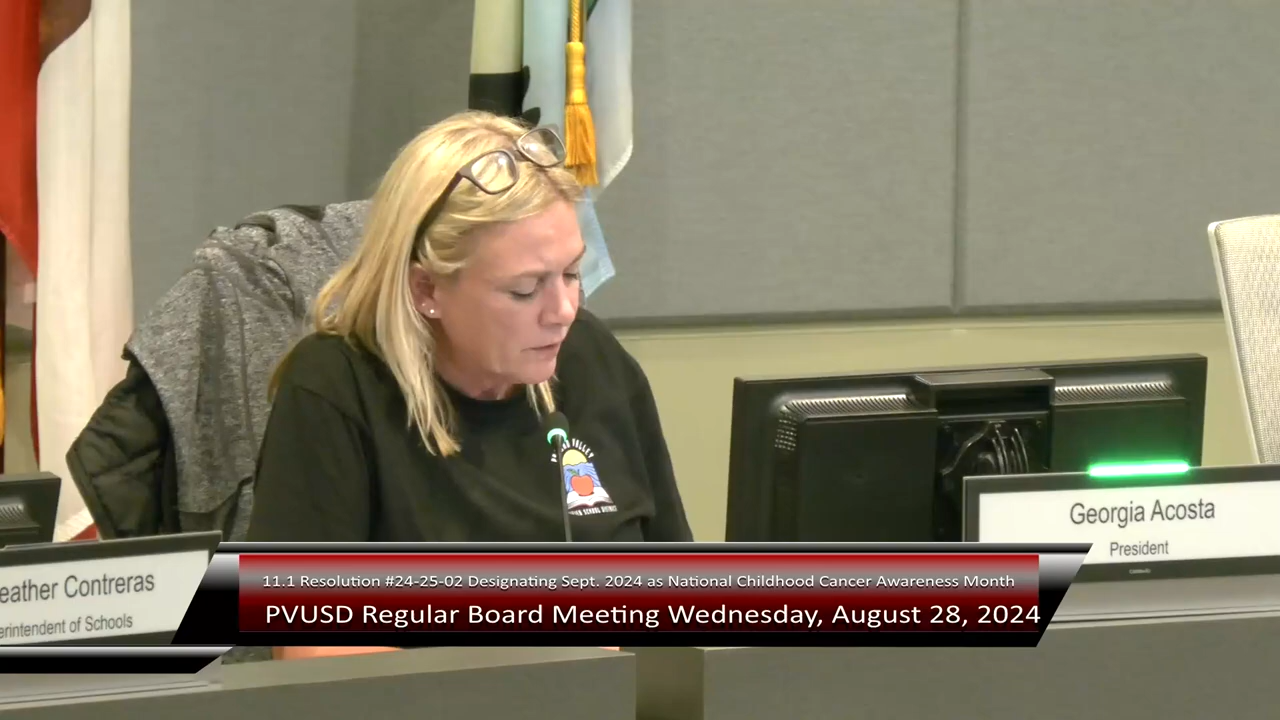 Georgia Acosta
President
eather Contreras
erintendent of Schools
11.1 Resolution #24-25-02 Designating Sept. 2024 as National Childhood Cancer Awareness Month
PVUSD Regular Board Meeting Wednesday, August 28, 2024